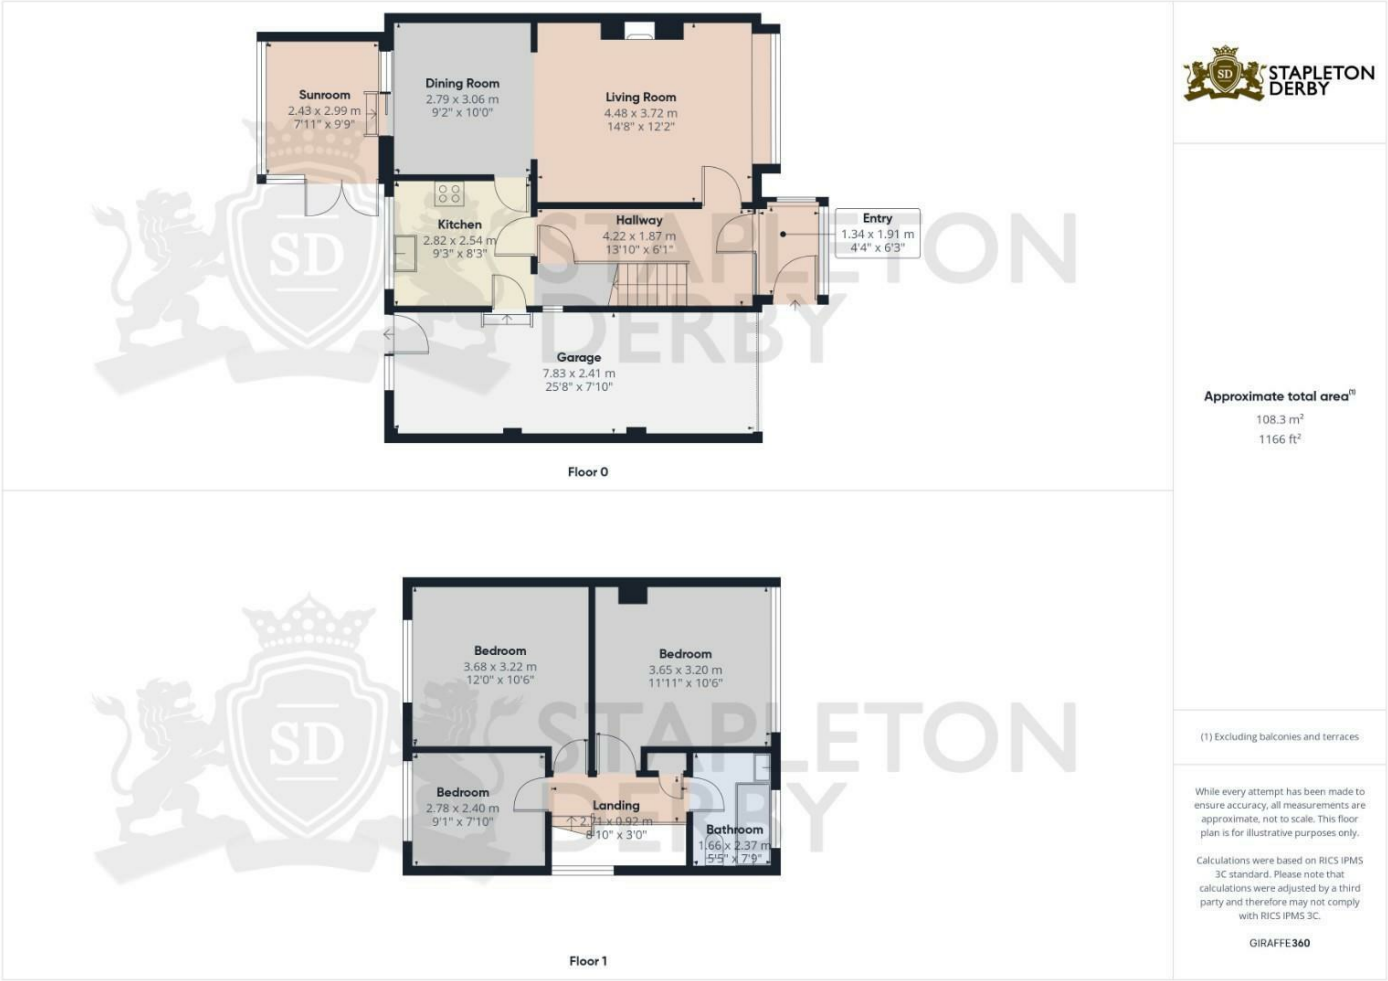 Sunroom
2.43 x 2.99 m
7'11" x 9'9"
Dining Room
2.79 x 3.06 m
9'2" x 10'0"
Living Room
4.48 x 3.72 m
14'8" x 12'2"
Kitchen
2.82 x 2.54 m
9'3" x 8'3"
Hallway
4.22 x 1.87 m
13'10" x 6'1"
Entry
1.34 x 1.91 m
4'4" x 6'3"
Garage
7.83 x 2.41 m
25'8" x 7'10"
SD
STAPLETON
DERBY
Floor 0
Bedroom
3.68 x 3.22 m
12'0" x 10'6"
Bedroom
3.65 x 3.20 m
11'11" x 10'6"
Bedroom
2.78 x 2.40 m
9'1" x 7'10"
Landing
2.71 x 0.92 m
8'10" x 3'0"
Bathroom
1.66 x 2.37 m
5'5" x 7'9"
SD
STAPLETON
DERBY
Floor 1
SD
STAPLETON
DERBY
Approximate total area(1)
108.3 m²
1166 ft²
(1) Excluding balconies and terraces
While every attempt has been made to
ensure accuracy, all measurements are
approximate, not to scale. This floor
plan is for illustrative purposes only.
Calculations were based on RICS IPMS
3C standard. Please note that
calculations were adjusted by a third
party and therefore may not comply
with RICS IPMS 3C.
GIRAFFE360